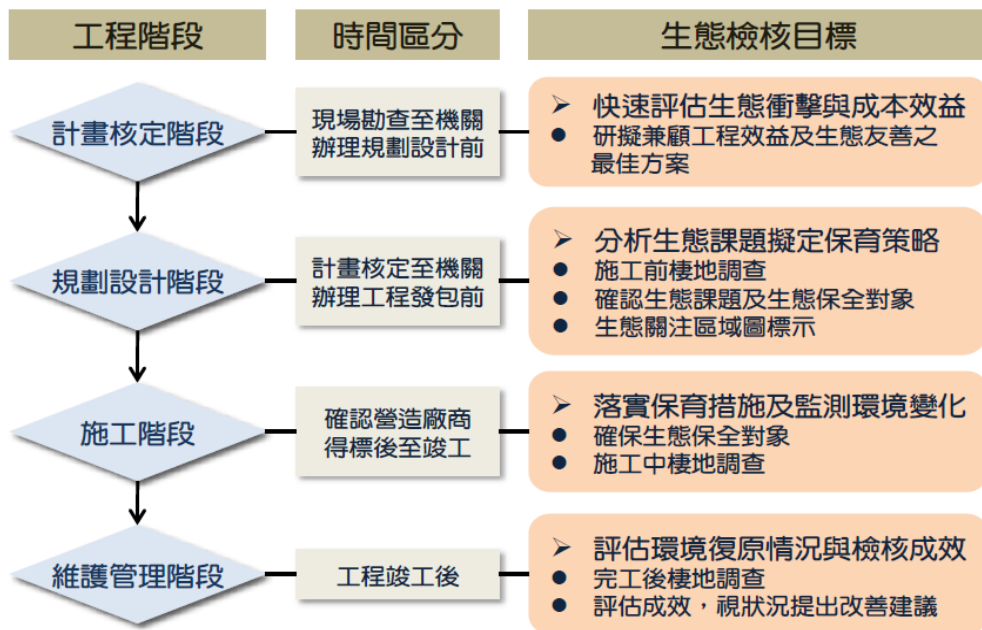 工程階段
時間區分
生態檢核目標
計畫核定階段
現場勘查至機關
辦理規劃設計前
➢ 快速評估生態衝擊與成本效益
● 研擬兼顧工程效益及生態友善之
最佳方案
規劃設計階段
計畫核定至機關
辦理工程發包前
➢ 分析生態課題擬定保育策略
● 施工前棲地調查
● 確認生態課題及生態保全對象
● 生態關注區域圖標示
施工階段
確認營造廠商
得標後至竣工
➢ 落實保育措施及監測環境變化
● 確保生態保全對象
● 施工中棲地調查
維護管理階段
工程竣工後
➢ 評估環境復原情況與檢核成效
● 完工後棲地調查
● 評估成效，視狀況提出改善建議